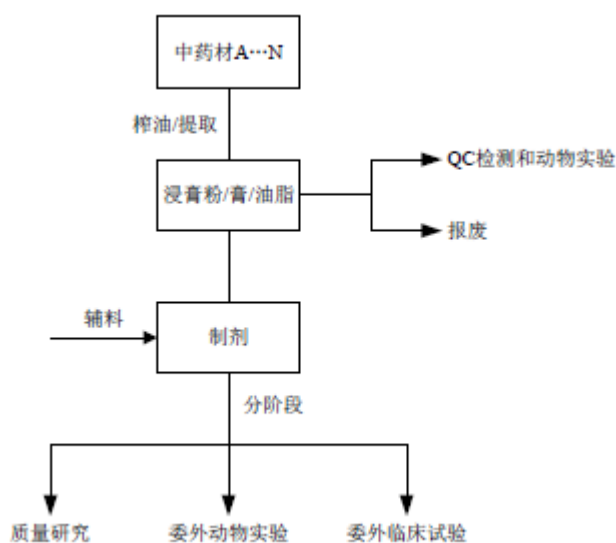 中药材A…N
榨油/提取
QC检测和动物实验
浸膏粉/膏/油脂
报废
辅料
制剂
分阶段
质量研究
委外动物实验
委外临床试验